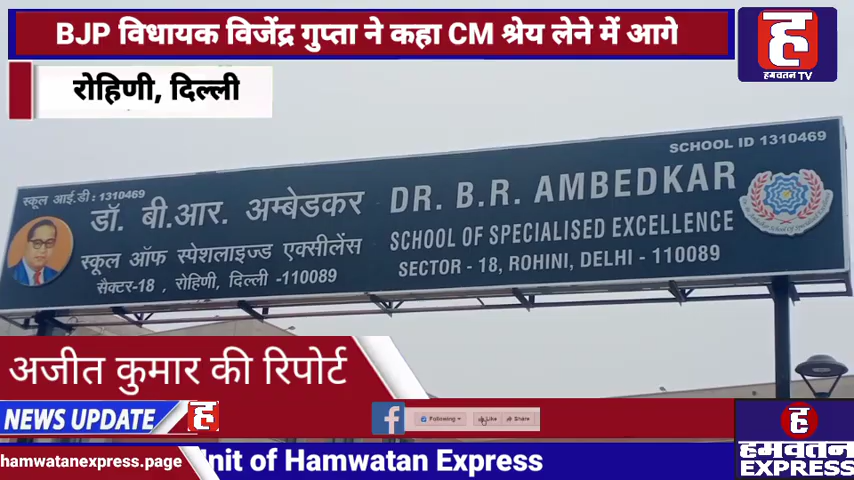 BJP विधायक विजेंद्र गुप्ता ने कहा CM श्रेय लेने में आगे
ह
हमवतन TV
रोहिणी, दिल्ली
SCHOOL ID 1310469
स्कूल आई.डी : 1310469
डॉ. बी.आर. अम्बेडकर
स्कूल ऑफ स्पेशलाइज्ड एक्सीलेंस
सैक्टर-18 , रोहिणी, दिल्ली -110089
DR. B.R. AMBEDKAR
SCHOOL OF SPECIALISED EXCELLENCE
SECTOR - 18, ROHINI, DELHI - 110089
अजीत कुमार की रिपोर्ट
NEWS UPDATE
ह
f
Following
Like
Share
ह
हमवतन
EXPRESS
hamwatanexpress.page
Unit of Hamwatan Express